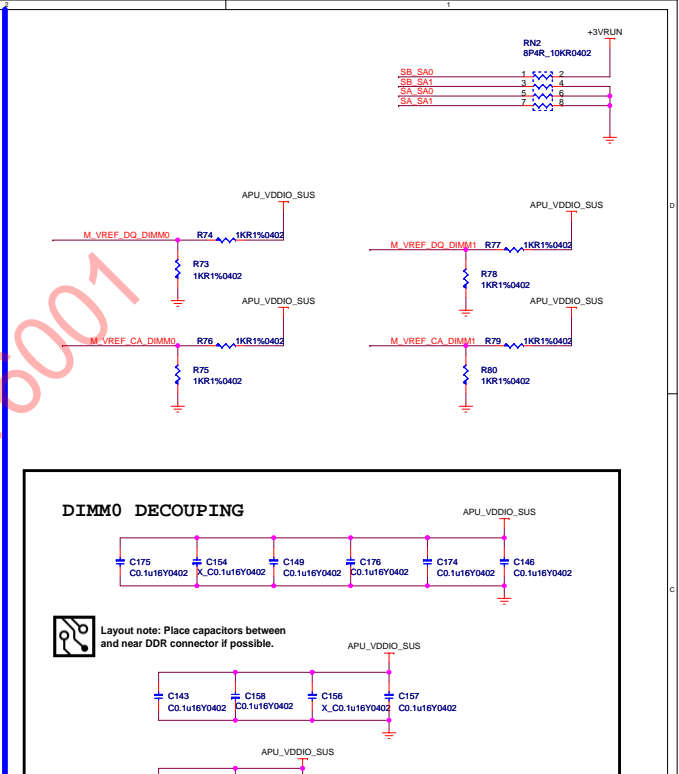 2
1
+3VRUN
RN2
8P4R_10KR0402
SB_SA0 1 2
SB_SA1 3 4
SA_SA0 5 6
SA_SA1 7 8
D
APU_VDDIO_SUS
APU_VDDIO_SUS
M_VREF_DQ_DIMM0 R74 1KR1%0402
M_VREF_DQ_DIMM1 R77 1KR1%0402
R73
1KR1%0402
R78
1KR1%0402
APU_VDDIO_SUS
APU_VDDIO_SUS
M_VREF_CA_DIMM0 R76 1KR1%0402
M_VREF_CA_DIMM1 R79 1KR1%0402
R75
1KR1%0402
R80
1KR1%0402
6001
DIMM0 DECOUPING
APU_VDDIO_SUS
C175 C154 C149 C176 C174 C146
C0.1u16Y0402 X_C0.1u16Y0402 C0.1u16Y0402 C0.1u16Y0402 C0.1u16Y0402 C0.1u16Y0402
C
Layout note: Place capacitors between
and near DDR connector if possible.
APU_VDDIO_SUS
C143 C158 C156 C157
C0.1u16Y0402 C0.1u16Y0402 X_C0.1u16Y0402 C0.1u16Y0402
APU_VDDIO_SUS